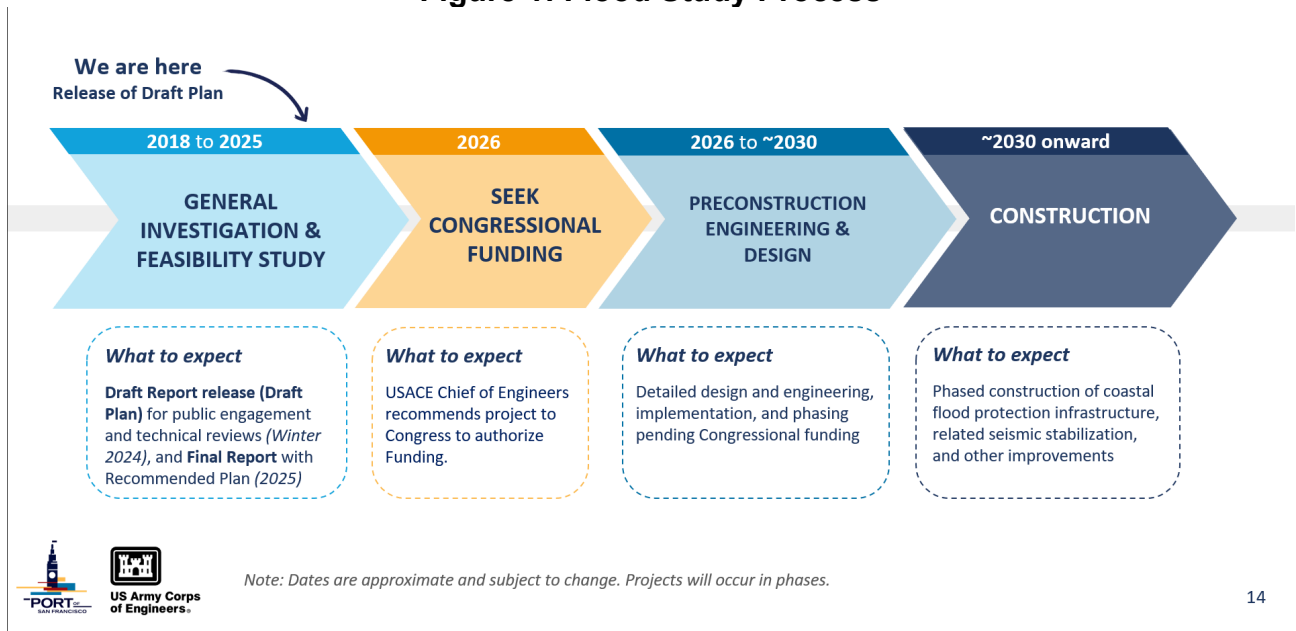 Figure 1: Flood Study Process
We are here
Release of Draft Plan
2018 to 2025
GENERAL
INVESTIGATION &
FEASIBILITY STUDY
2026
SEEK
CONGRESSIONAL
FUNDING
2026 to ~2030
PRECONSTRUCTION
ENGINEERING &
DESIGN
~2030 onward
CONSTRUCTION
What to expect
Draft Report release (Draft
Plan) for public engagement
and technical reviews (Winter
2024), and Final Report with
Recommended Plan (2025)
What to expect
USACE Chief of Engineers
recommends project to
Congress to authorize
Funding.
What to expect
Detailed design and engineering,
implementation, and phasing
pending Congressional funding
What to expect
Phased construction of coastal
flood protection infrastructure,
related seismic stabilization,
and other improvements
PORT OF
SAN FRANCISCO
US Army Corps
of Engineers®
Note: Dates are approximate and subject to change. Projects will occur in phases.
14